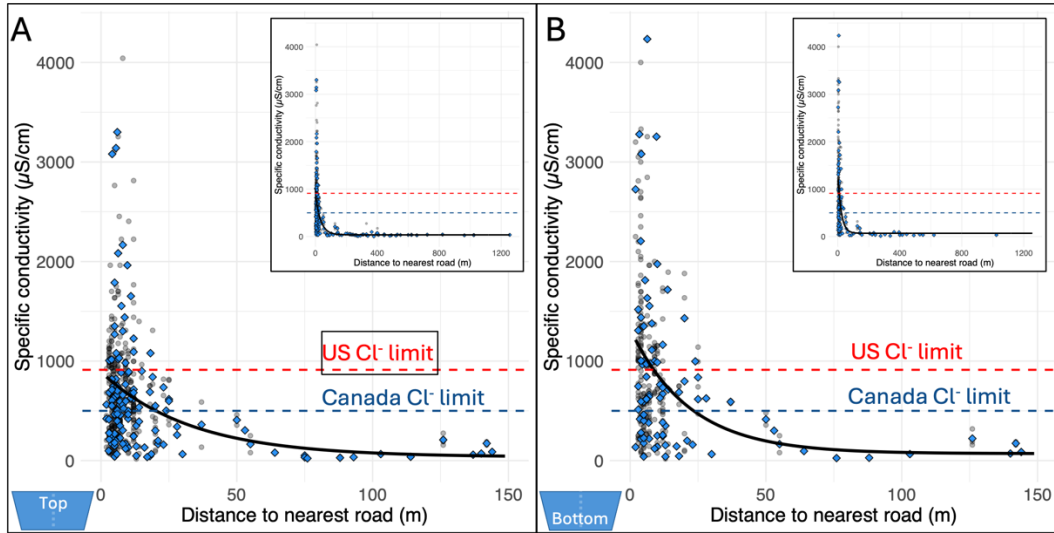 A
4000
3000
2000
1000
0
Specific conductivity (µS/cm)
0
50
100
150
Distance to nearest road (m)
US Cl⁻ limit
Canada Cl⁻ limit
Top
4000
3000
2000
1000
0
Specific conductivity (µS/cm)
0
400
800
1200
Distance to nearest road (m)
B
4000
3000
2000
1000
0
Specific conductivity (µS/cm)
0
50
100
150
Distance to nearest road (m)
US Cl⁻ limit
Canada Cl⁻ limit
Bottom
4000
3000
2000
1000
0
Specific conductivity (µS/cm)
0
400
800
1200
Distance to nearest road (m)